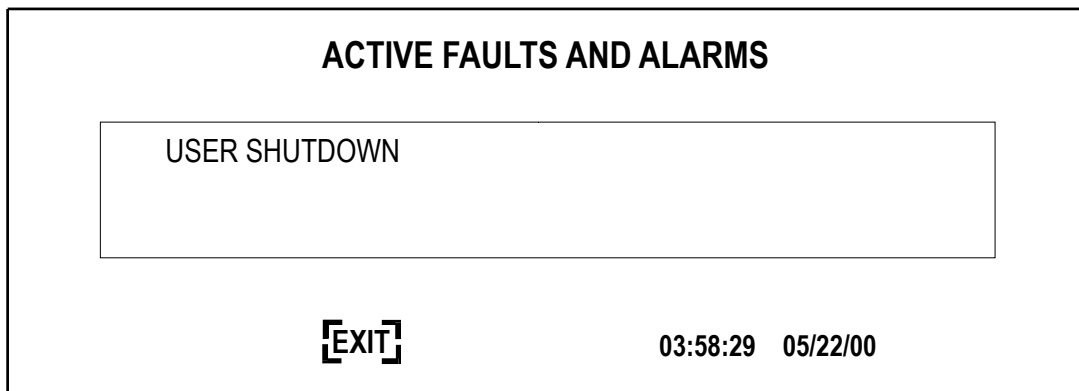 ACTIVE FAULTS AND ALARMS
USER SHUTDOWN
[EXIT] 03:58:29 05/22/00